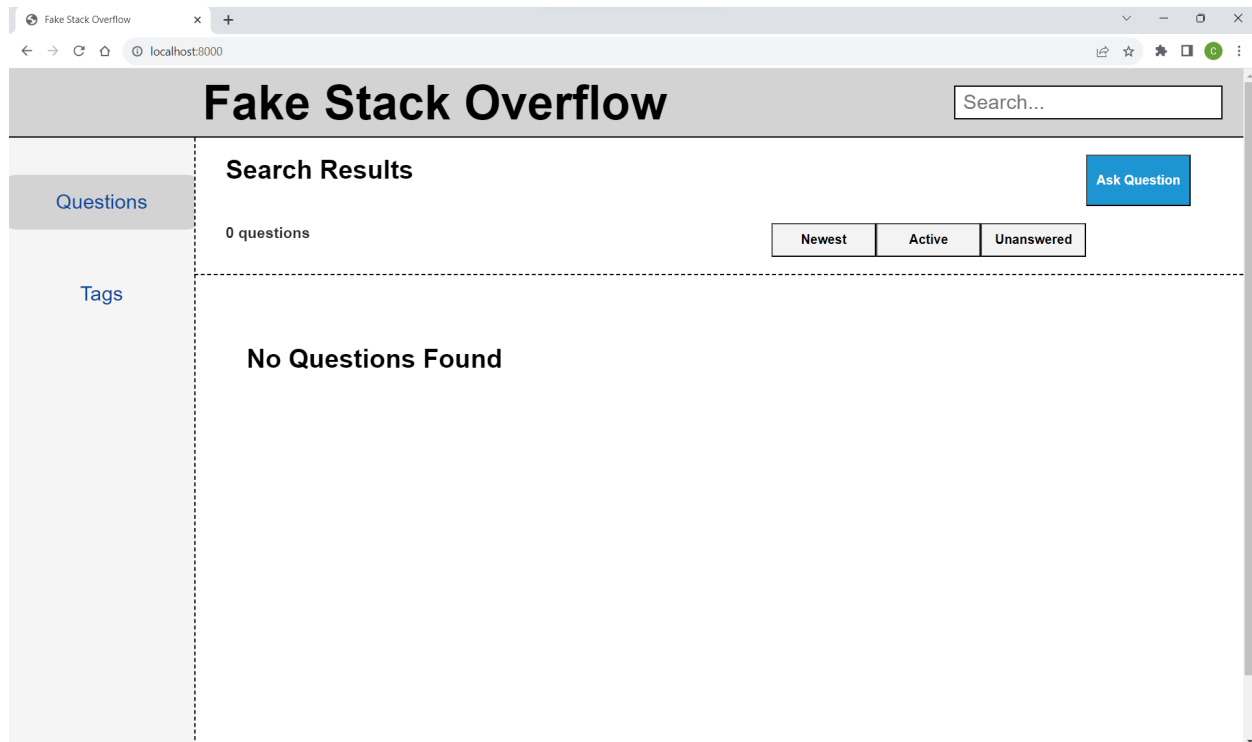 Fake Stack Overflow
localhost:8000
C
Fake Stack Overflow
Search...
Questions
Tags
Search Results
Ask Question
0 questions
Newest Active Unanswered
No Questions Found